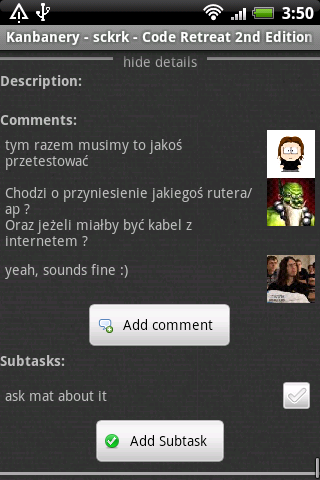 3:50
Kanbanery - sckrk - Code Retreat 2nd Edition
hide details
Description:
Comments:
tym razem musimy to jakoś
przetestować
Chodzi o przyniesienie jakiegoś rutera/
ap ?
Oraz jeżeli miałby być kabel z
internetem ?
yeah, sounds fine :)
Add comment
Subtasks:
ask mat about it
Add Subtask